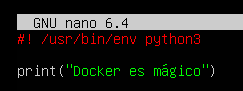 GNU nano 6.4
#! /usr/bin/env python3
print("Docker es mágico")